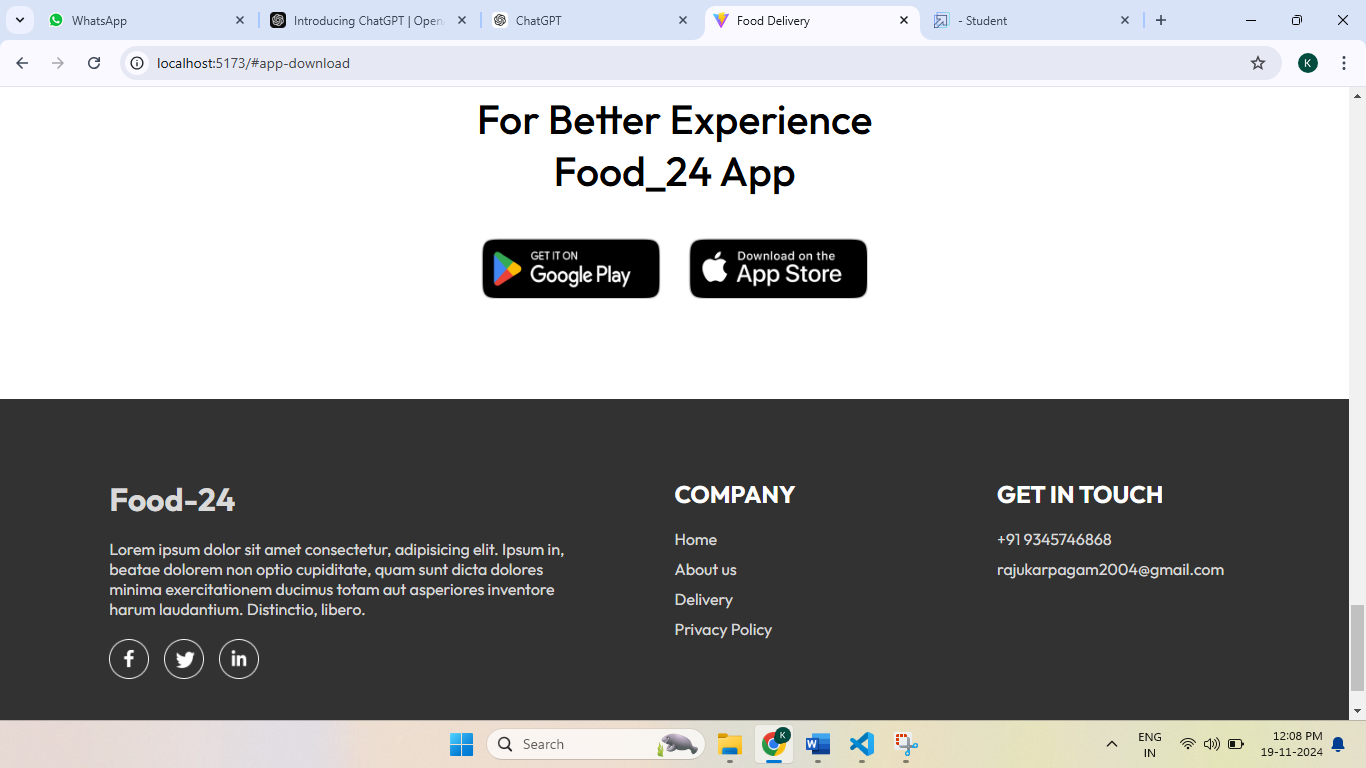 WhatsApp
Introducing ChatGPT | Open
ChatGPT
Food Delivery
- Student
localhost:5173/#app-download
K
For Better Experience
Food_24 App
GET IT ON
Google Play
Download on the
App Store
Food-24
Lorem ipsum dolor sit amet consectetur, adipisicing elit. Ipsum in,
beatae dolorem non optio cupiditate, quam sunt dicta dolores
minima exercitationem ducimus totam aut asperiores inventore
harum laudantium. Distinctio, libero.
COMPANY
Home
About us
Delivery
Privacy Policy
GET IN TOUCH
+91 9345746868
rajukarpagam2004@gmail.com
Search
K
ENG
IN
12:08 PM
19-11-2024